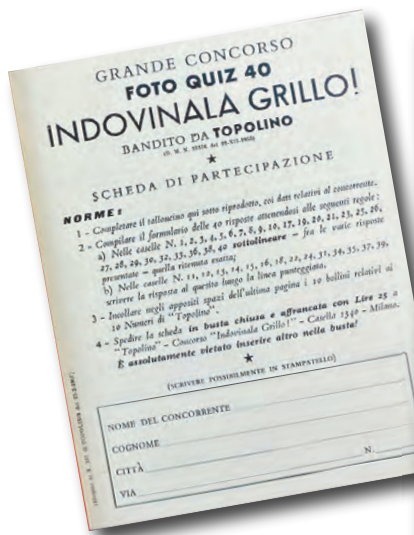 GRANDE CONCORSO
FOTO QUIZ 40
INDOVINALA GRILLO!
BANDITO DA TOPOLINO
★
SCHEDA DI PARTECIPAZIONE
NORME:
1 - Completare il talloncino qui sotto riprodotto, coi dati relativi al concorrente.
2 - Compilare il formulario delle 40 risposte attenendosi alle seguenti regole:
a) Nelle caselle N. 1, 2, 3, 4, 5, 6, 7, 8, 9, 10, 17, 19, 20, 21, 23, 25, 26,
27, 28, 29, 30, 32, 33, 36, 38, 40 sottolineare - fra le varie risposte
presentate - quella ritenuta esatta;
b) Nelle caselle N. 11, 12, 13, 14, 15, 16, 18, 22, 24, 31, 34, 35, 37, 39,
scrivere la risposta al quesito lungo la linea punteggiata.
3 - Incollare negli appositi spazi dell'ultima pagina i 10 bollini relativi ai
10 Numeri di "Topolino".
4 - Spedire la scheda in busta chiusa e affrancata con Lire 25 a
"Topolino" - Concorso "Indovinala Grillo!" - Casella 1340 - Milano.
È assolutamente vietato inserire altro nella busta!
★
(SCRIVERE POSSIBILMENTE IN STAMPATELLO)
NOME DEL CONCORRENTE
COGNOME
CITTÀ
VIA N.